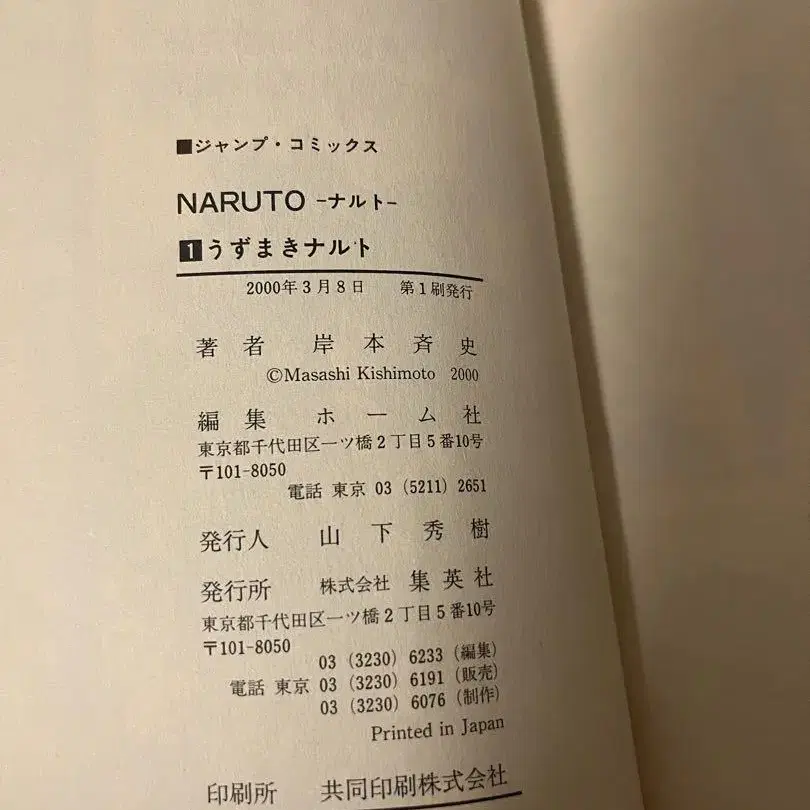 ■ジャンプ・コミックス
NARUTO -ナルト-
1 うずまきナルト
2000年3月8日 第1刷発行
著者 岸本斉史
©Masashi Kishimoto 2000
編集 ホーム社
東京都千代田区一ツ橋2丁目5番10号
〒101-8050
電話 東京 03 (5211) 2651
発行人 山下秀樹
発行所 株式会社 集英社
東京都千代田区一ツ橋2丁目5番10号
〒101-8050
03 (3230) 6233 (編集)
電話 東京 03 (3230) 6191 (販売)
03 (3230) 6076 (制作)
Printed in Japan
印刷所 共同印刷株式会社